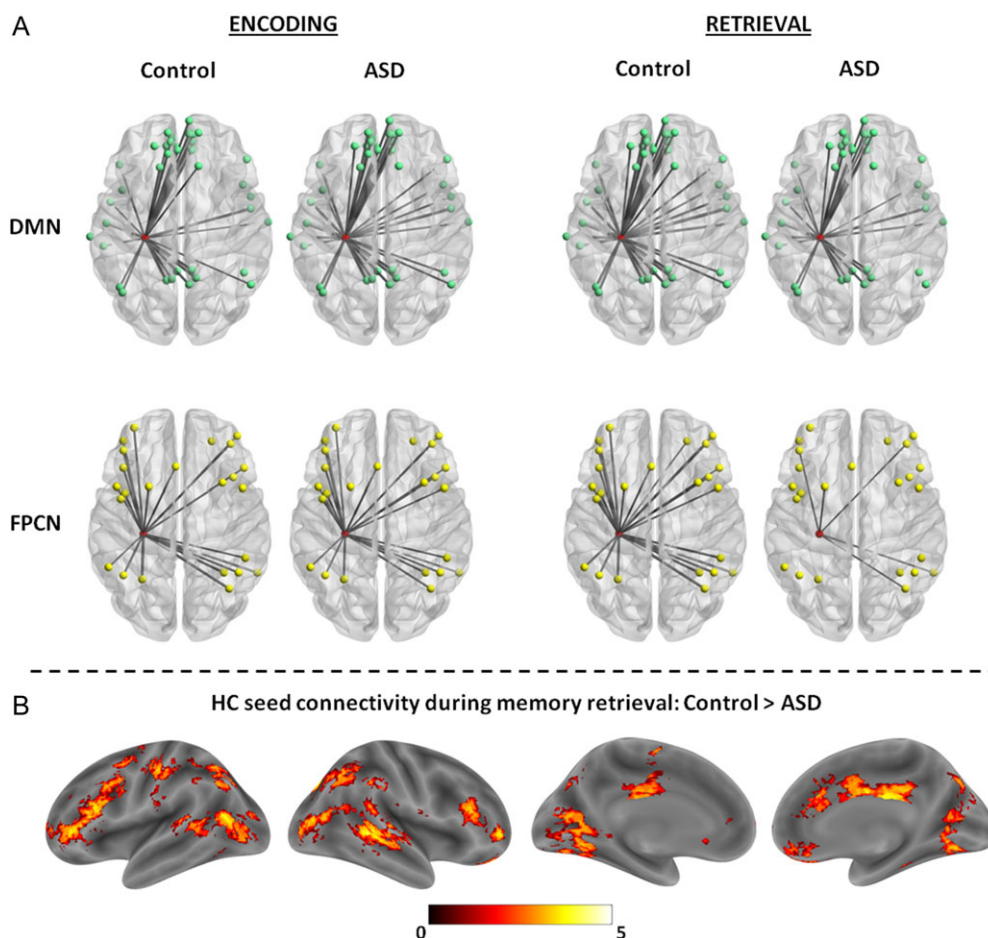 A
ENCODING
RETRIEVAL
Control
ASD
Control
ASD
DMN
FPCN
B
HC seed connectivity during memory retrieval: Control > ASD
0
5